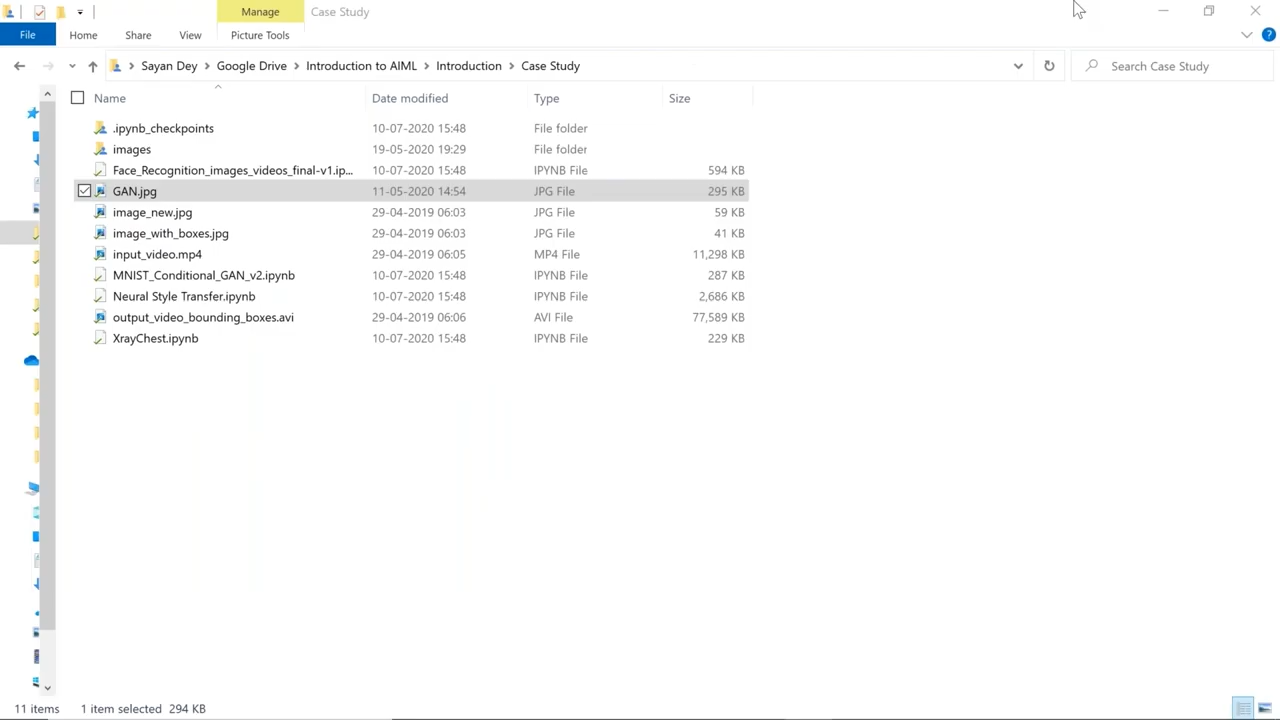 Manage Case Study
File Home Share View Picture Tools
Sayan Dey Google Drive Introduction to AIML Introduction Case Study Search Case Study
Name Date modified Type Size
.ipynb_checkpoints 10-07-2020 15:48 File folder
images 19-05-2020 19:29 File folder
Face_Recognition_images_videos_final-v1.ip... 10-07-2020 15:48 IPYNB File 594 KB
GAN.jpg 11-05-2020 14:54 JPG File 295 KB
image_new.jpg 29-04-2019 06:03 JPG File 59 KB
image_with_boxes.jpg 29-04-2019 06:03 JPG File 41 KB
input_video.mp4 29-04-2019 06:05 MP4 File 11,298 KB
MNIST_Conditional_GAN_v2.ipynb 10-07-2020 15:48 IPYNB File 287 KB
Neural Style Transfer.ipynb 10-07-2020 15:48 IPYNB File 2,686 KB
output_video_bounding_boxes.avi 29-04-2019 06:06 AVI File 77,589 KB
XrayChest.ipynb 10-07-2020 15:48 IPYNB File 229 KB
11 items 1 item selected 294 KB